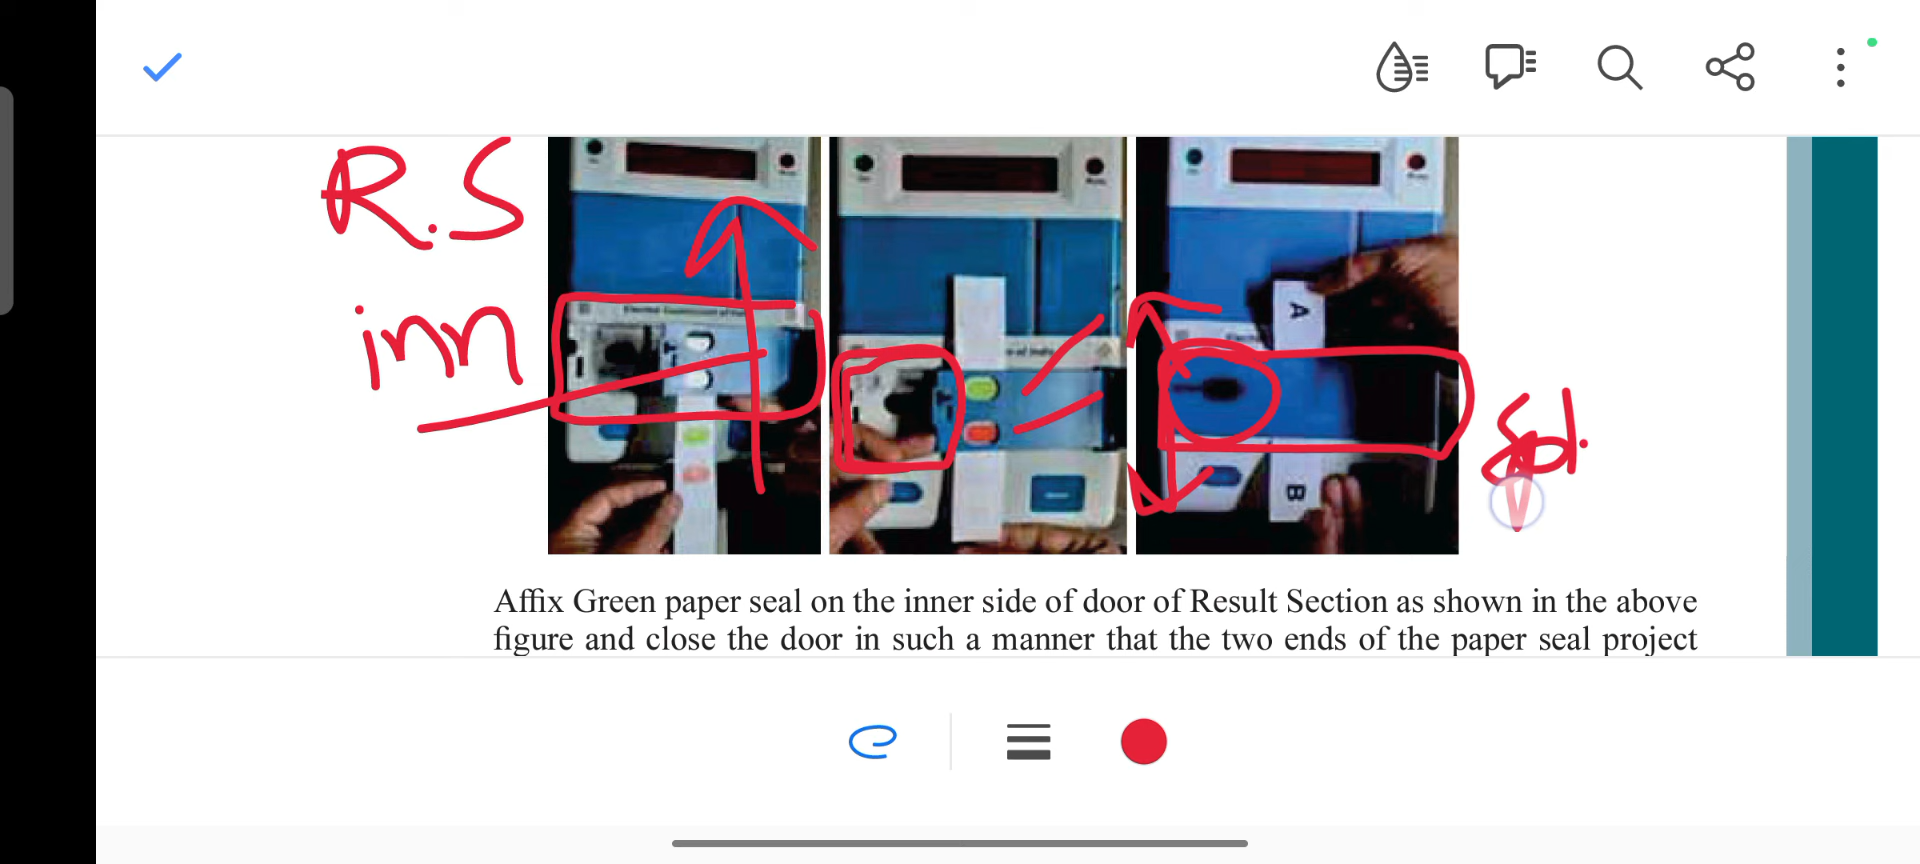 R.S
inn
A
B
Affix Green paper seal on the inner side of door of Result Section as shown in the above
figure and close the door in such a manner that the two ends of the paper seal project